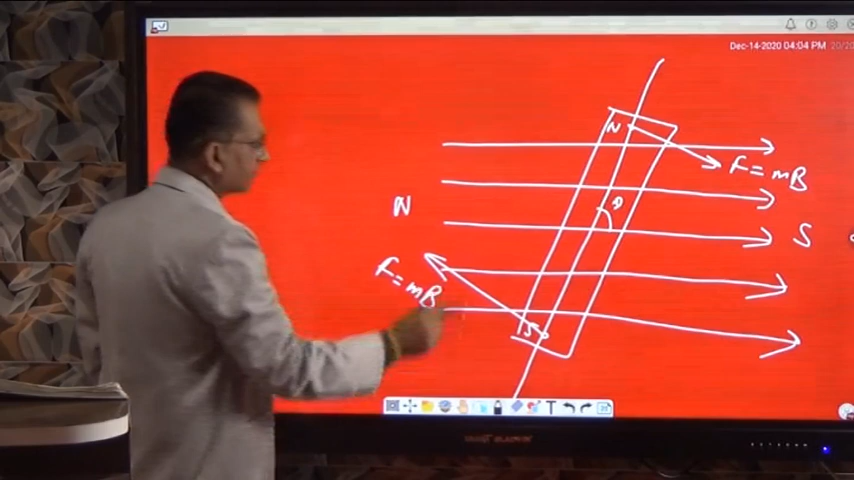 Dec-14-2020 04:04 PM
N
F = mB
θ
N
S
F = mB
S
T